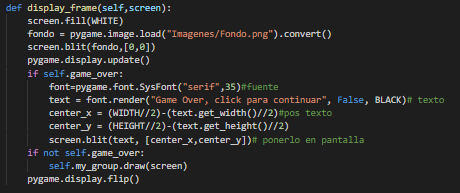 def display_frame(self,screen):
    screen.fill(WHITE)
    fondo = pygame.image.load("Imagenes/Fondo.png").convert()
    screen.blit(fondo,[0,0])
    pygame.display.update()
    if self.game_over:
        font=pygame.font.SysFont("serif",35)#fuente
        text = font.render("Game Over, click para continuar", False, BLACK)# texto
        center_x = (WIDTH//2)-(text.get_width()//2)#pos texto
        center_y = (HEIGHT//2)-(text.get_height()//2)
        screen.blit(text, [center_x,center_y])# ponerlo en pantalla
    if not self.game_over:
        self.my_group.draw(screen)
    pygame.display.flip()